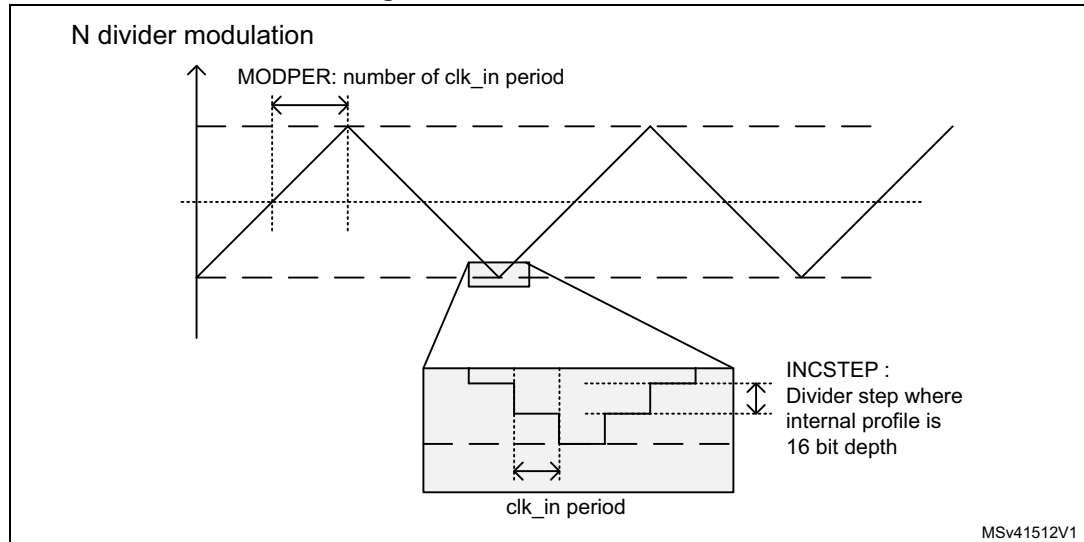 N divider modulation
MODPER: number of clk_in period
INCSTEP :
Divider step where
internal profile is
16 bit depth
clk_in period
MSv41512V1